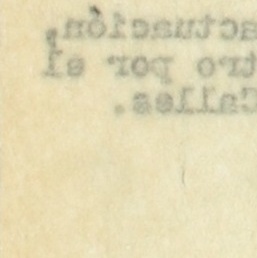 actuación,
tro por el
Calles.